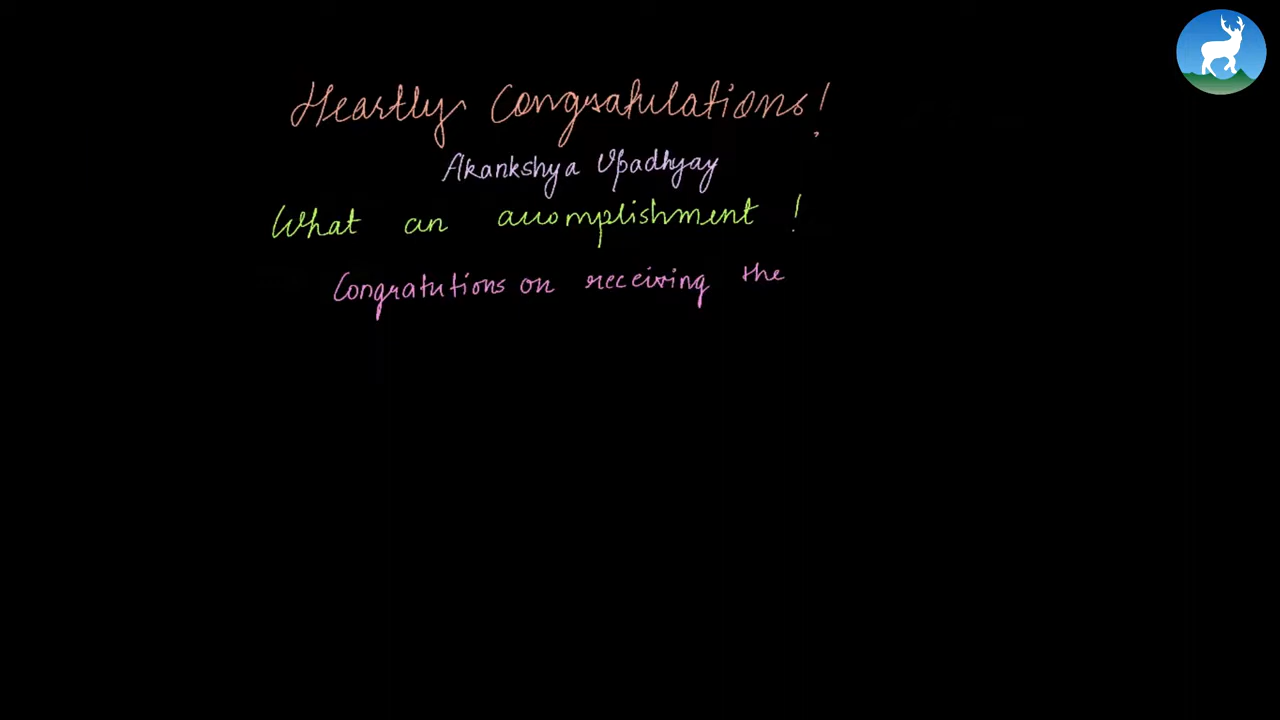 Heartly Congratulations!
Akankshya Upadhyay
What an accomplishment !
Congratutions on receiving the